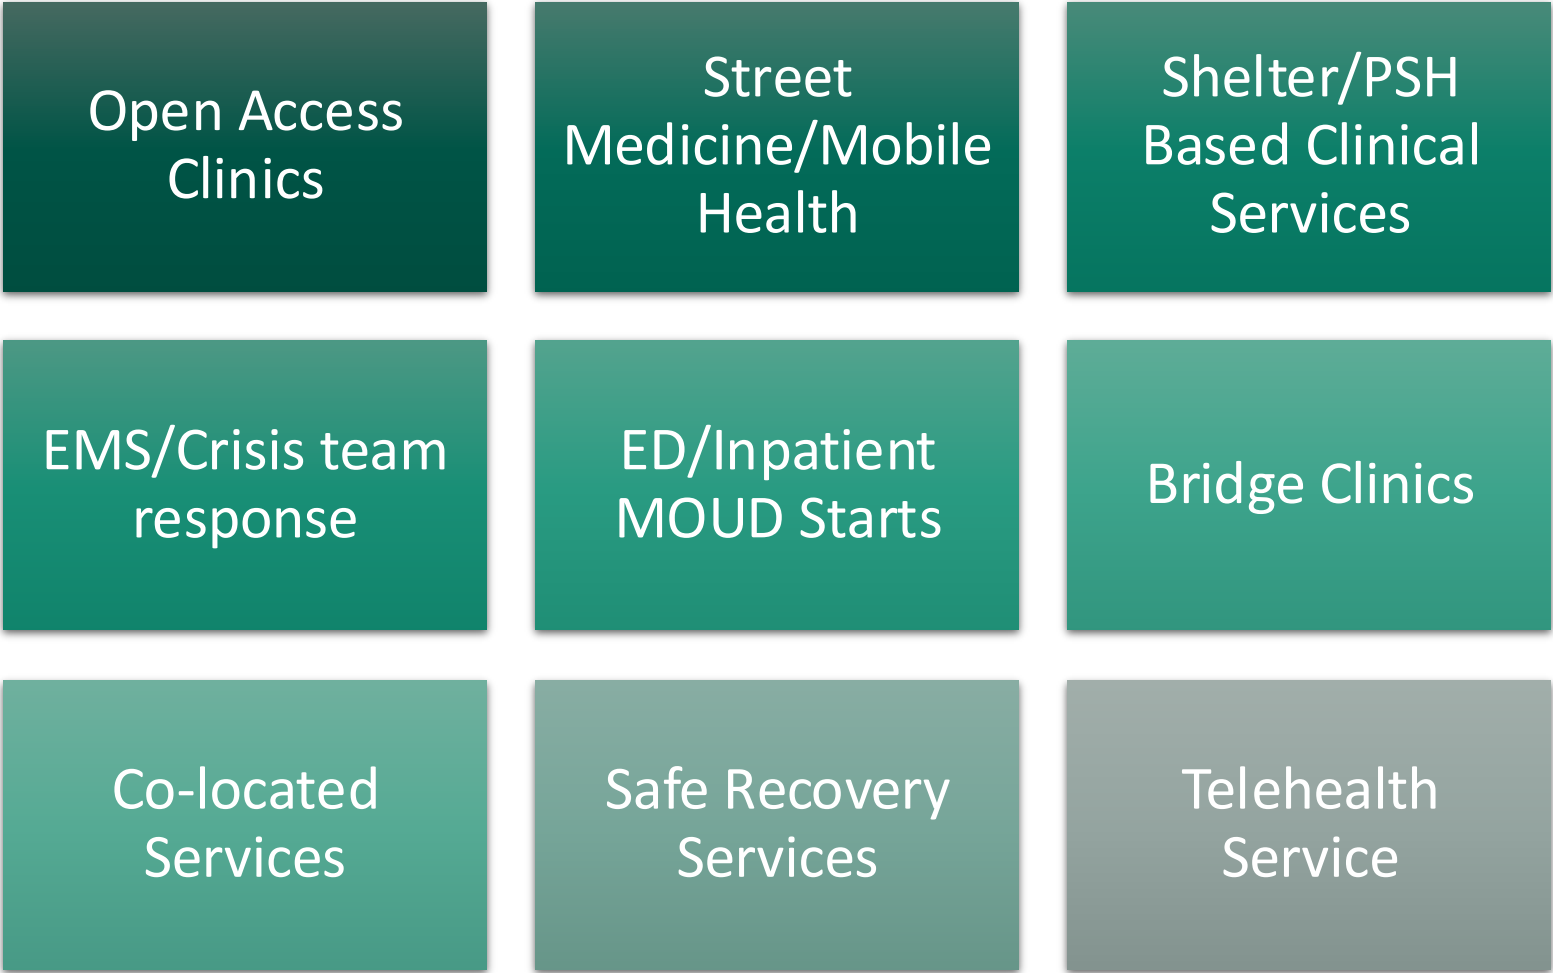 Open Access
Clinics
Street
Medicine/Mobile
Health
Shelter/PSH
Based Clinical
Services
EMS/Crisis team
response
ED/Inpatient
MOUD Starts
Bridge Clinics
Co-located
Services
Safe Recovery
Services
Telehealth
Service